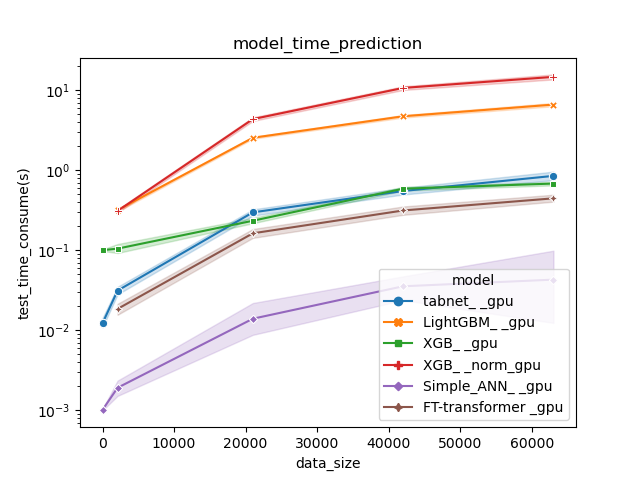 model_time_prediction
10¹
10⁰
10⁻¹
10⁻²
10⁻³
test_time_consume(s)
0 10000 20000 30000 40000 50000 60000
data_size
model
tabnet_ _gpu
LightGBM_ _gpu
XGB_ _gpu
XGB_ _norm_gpu
Simple_ANN_ _gpu
FT-transformer _gpu